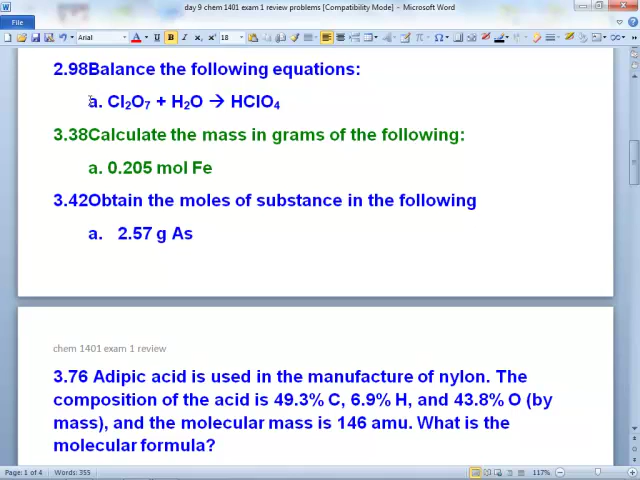 day 9 chem 1401 exam 1 review problems [Compatibility Mode] - Microsoft Word
File
Arial
18
2.98Balance the following equations:
a. Cl₂O₇ + H₂O → HClO₄
3.38Calculate the mass in grams of the following:
a. 0.205 mol Fe
3.42Obtain the moles of substance in the following
a. 2.57 g As
chem 1401 exam 1 review
3.76 Adipic acid is used in the manufacture of nylon. The
composition of the acid is 49.3% C, 6.9% H, and 43.8% O (by
mass), and the molecular mass is 146 amu. What is the
molecular formula?
Page: 1 of 4 Words: 355 117%